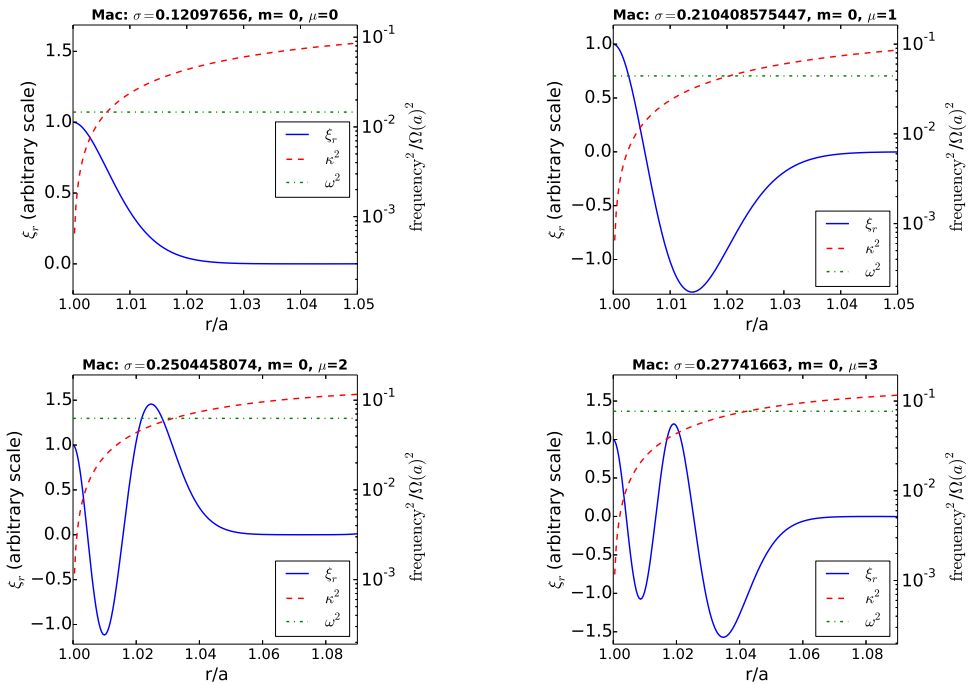 Mac: σ=0.12097656, m= 0, μ=0
ξr (arbitrary scale)
1.5
1.0
0.5
0.0
10^-1
10^-2
10^-3
frequency²/Ω(a)²
ξr
κ²
ω²
1.00 1.01 1.02 1.03 1.04 1.05
r/a
Mac: σ=0.210408575447, m= 0, μ=1
ξr (arbitrary scale)
1.0
0.5
0.0
−0.5
−1.0
10^-1
10^-2
10^-3
frequency²/Ω(a)²
ξr
κ²
ω²
1.00 1.01 1.02 1.03 1.04 1.05
r/a
Mac: σ=0.2504458074, m= 0, μ=2
ξr (arbitrary scale)
1.5
1.0
0.5
0.0
−0.5
−1.0
10^-1
10^-2
10^-3
frequency²/Ω(a)²
ξr
κ²
ω²
1.00 1.02 1.04 1.06 1.08
r/a
Mac: σ=0.27741663, m= 0, μ=3
ξr (arbitrary scale)
1.5
1.0
0.5
0.0
−0.5
−1.0
−1.5
10^-1
10^-2
10^-3
frequency²/Ω(a)²
ξr
κ²
ω²
1.00 1.02 1.04 1.06 1.08
r/a